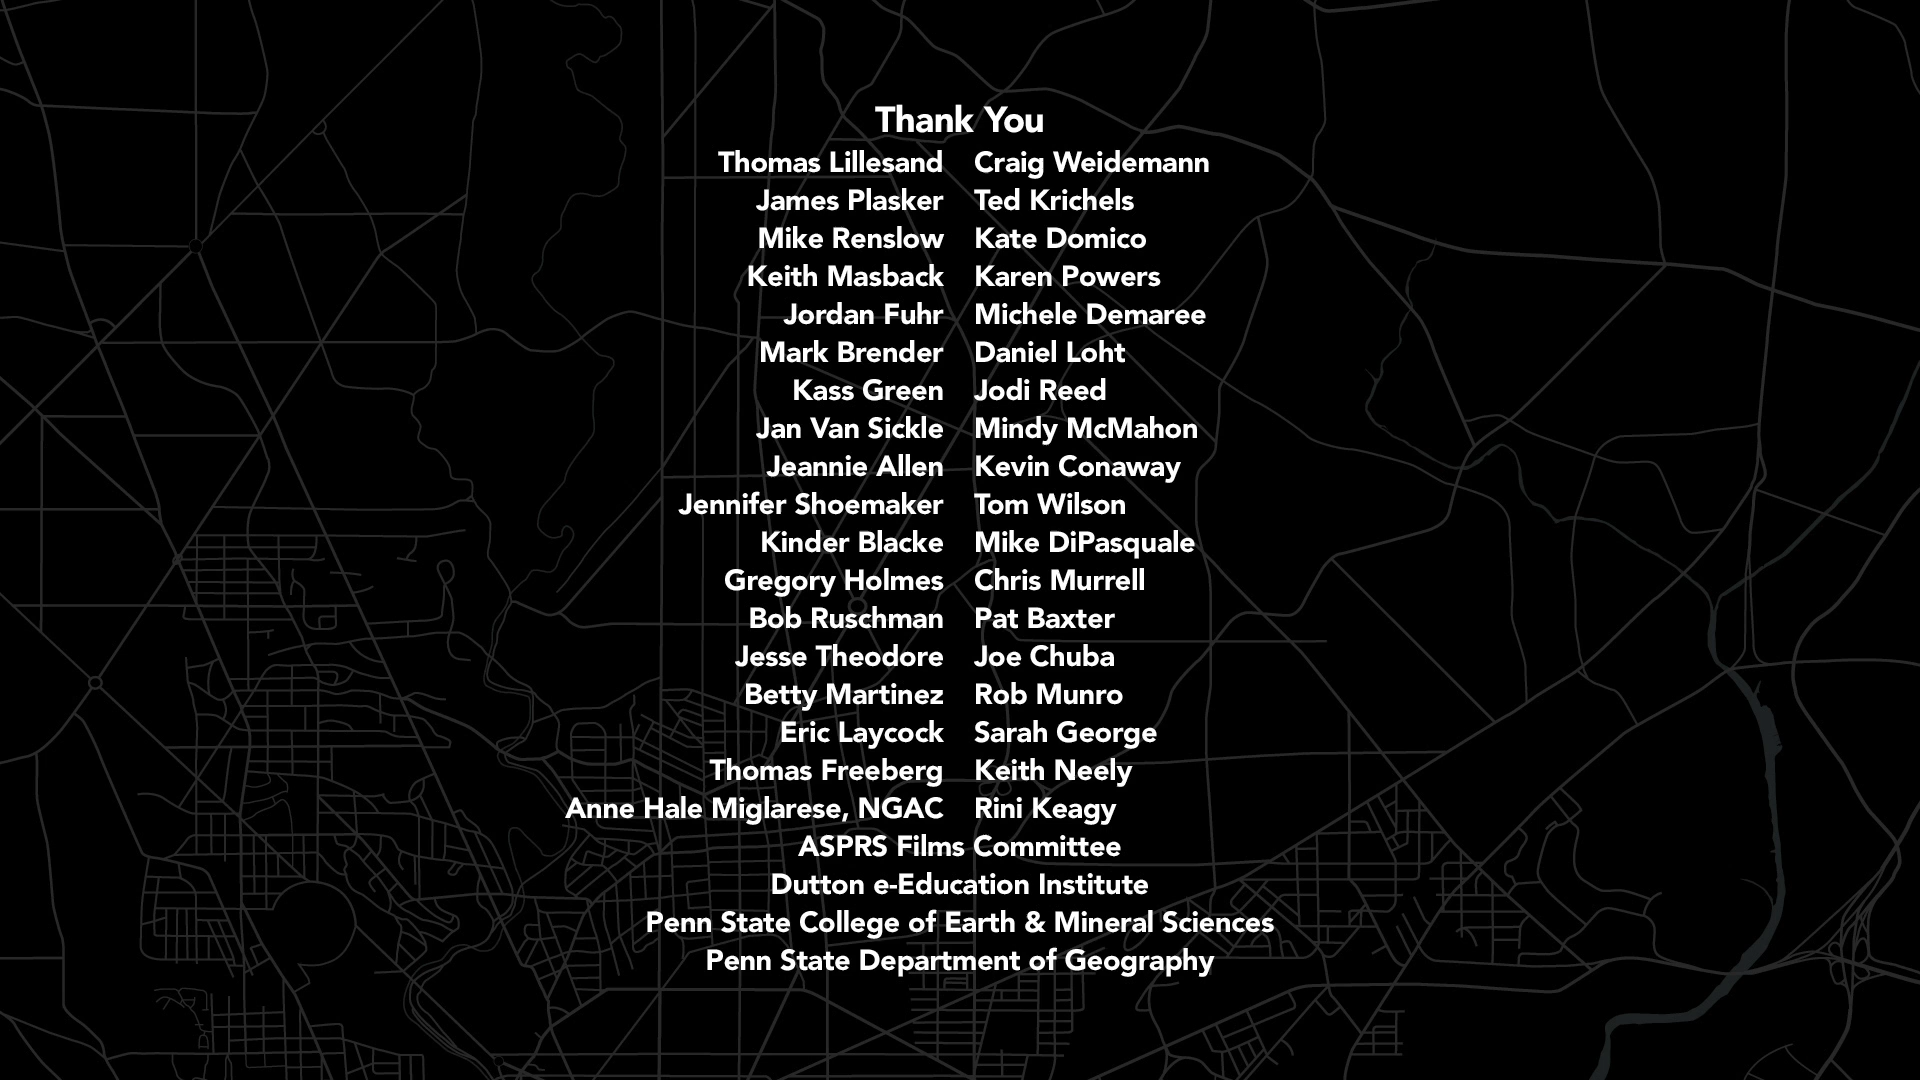 Thank You
Thomas Lillesand Craig Weidemann
James Plasker Ted Krichels
Mike Renslow Kate Domico
Keith Masback Karen Powers
Jordan Fuhr Michele Demaree
Mark Brender Daniel Loht
Kass Green Jodi Reed
Jan Van Sickle Mindy McMahon
Jeannie Allen Kevin Conaway
Jennifer Shoemaker Tom Wilson
Kinder Blacke Mike DiPasquale
Gregory Holmes Chris Murrell
Bob Ruschman Pat Baxter
Jesse Theodore Joe Chuba
Betty Martinez Rob Munro
Eric Laycock Sarah George
Thomas Freeberg Keith Neely
Anne Hale Miglarese, NGAC Rini Keagy
ASPRS Films Committee
Dutton e-Education Institute
Penn State College of Earth & Mineral Sciences
Penn State Department of Geography